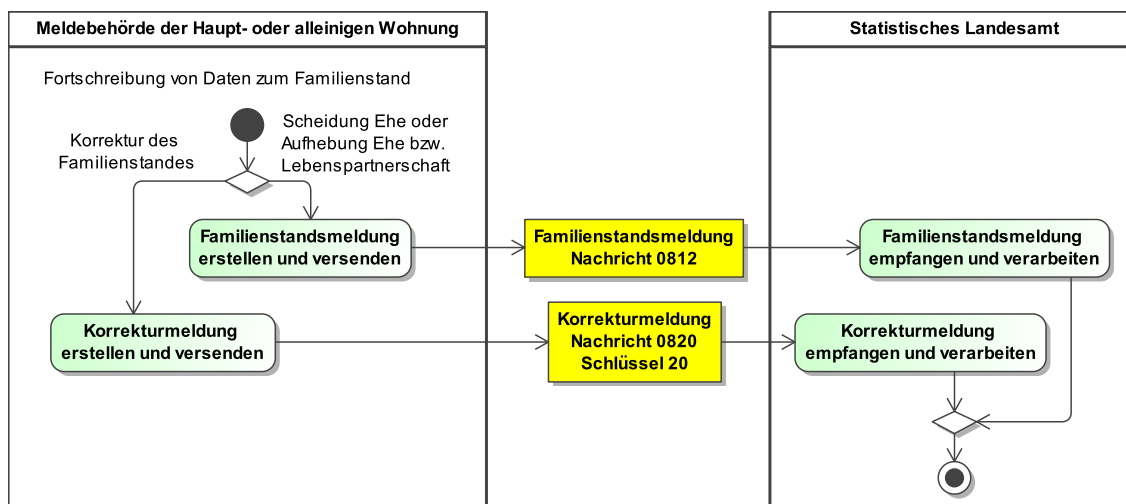 Meldebehörde der Haupt- oder alleinigen Wohnung
Statistisches Landesamt
Fortschreibung von Daten zum Familienstand
Korrektur des
Familienstandes
Scheidung Ehe oder
Aufhebung Ehe bzw.
Lebenspartnerschaft
Familienstandsmeldung
erstellen und versenden
Familienstandsmeldung
Nachricht 0812
Familienstandsmeldung
empfangen und verarbeiten
Korrekturmeldung
erstellen und versenden
Korrekturmeldung
Nachricht 0820
Schlüssel 20
Korrekturmeldung
empfangen und verarbeiten